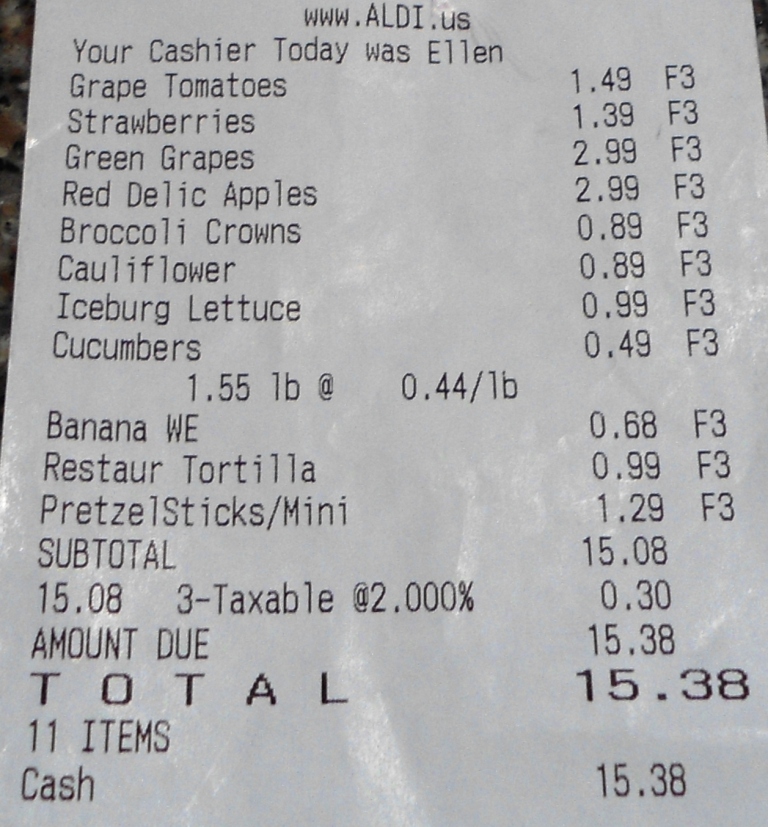 www.ALDI.us
Your Cashier Today was Ellen
Grape Tomatoes 1.49 F3
Strawberries 1.39 F3
Green Grapes 2.99 F3
Red Delic Apples 2.99 F3
Broccoli Crowns 0.89 F3
Cauliflower 0.89 F3
Iceburg Lettuce 0.99 F3
Cucumbers 0.49 F3
1.55 lb @ 0.44/lb
Banana WE 0.68 F3
Restaur Tortilla 0.99 F3
PretzelSticks/Mini 1.29 F3
SUBTOTAL 15.08
15.08 3-Taxable @2.000% 0.30
AMOUNT DUE 15.38
T O T A L 15.38
11 ITEMS
Cash 15.38